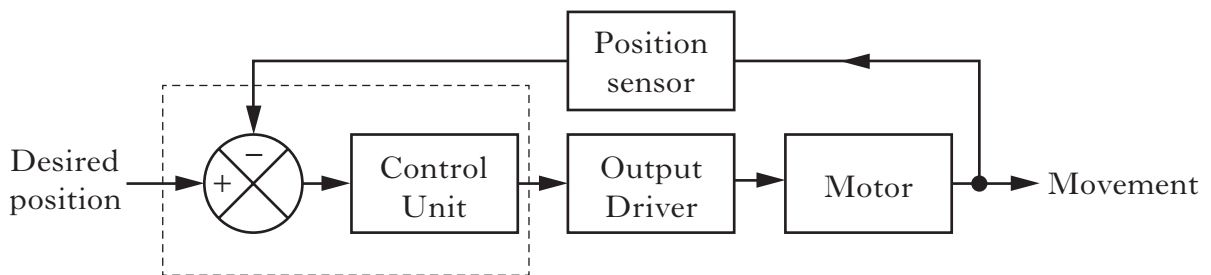 Position
sensor
Desired
position
−
+
Control
Unit
Output
Driver
Motor
Movement